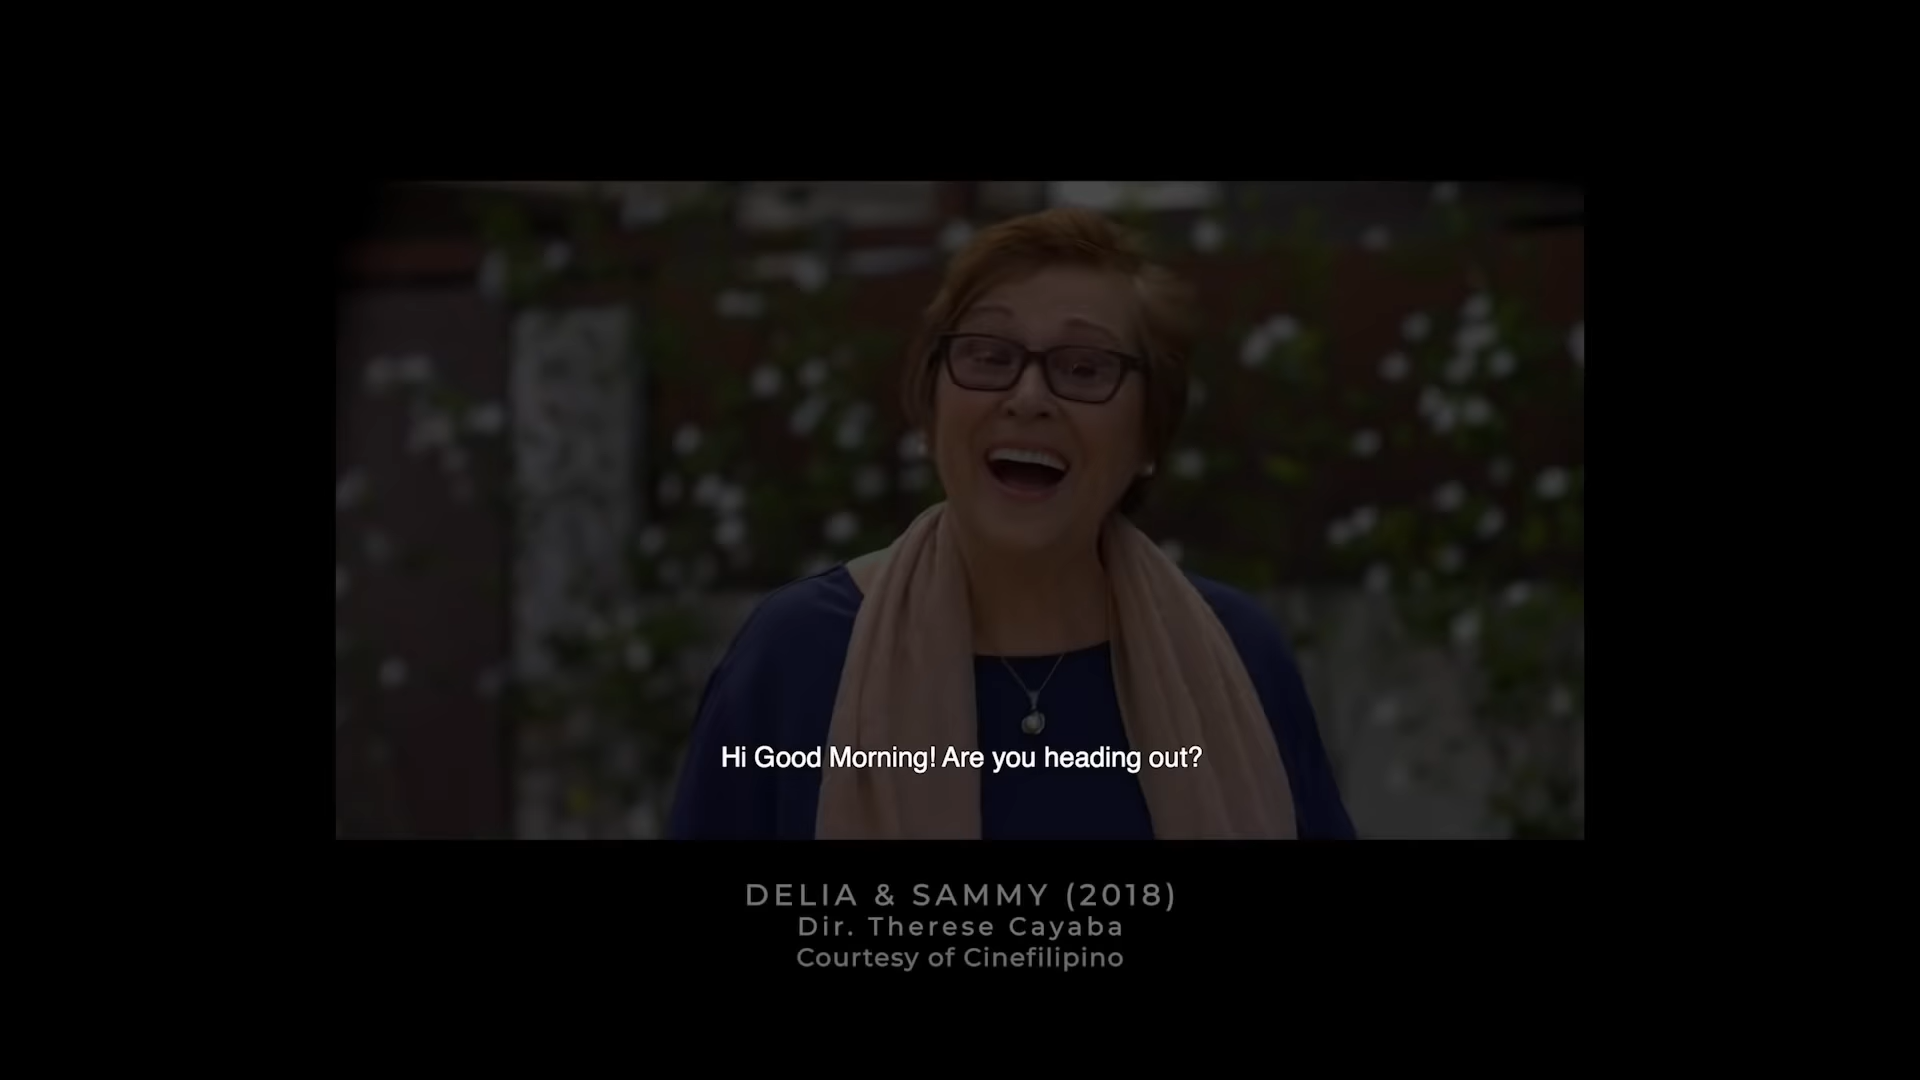 Hi Good Morning! Are you heading out?
DELIA & SAMMY (2018)
Dir. Therese Cayaba
Courtesy of Cinefilipino